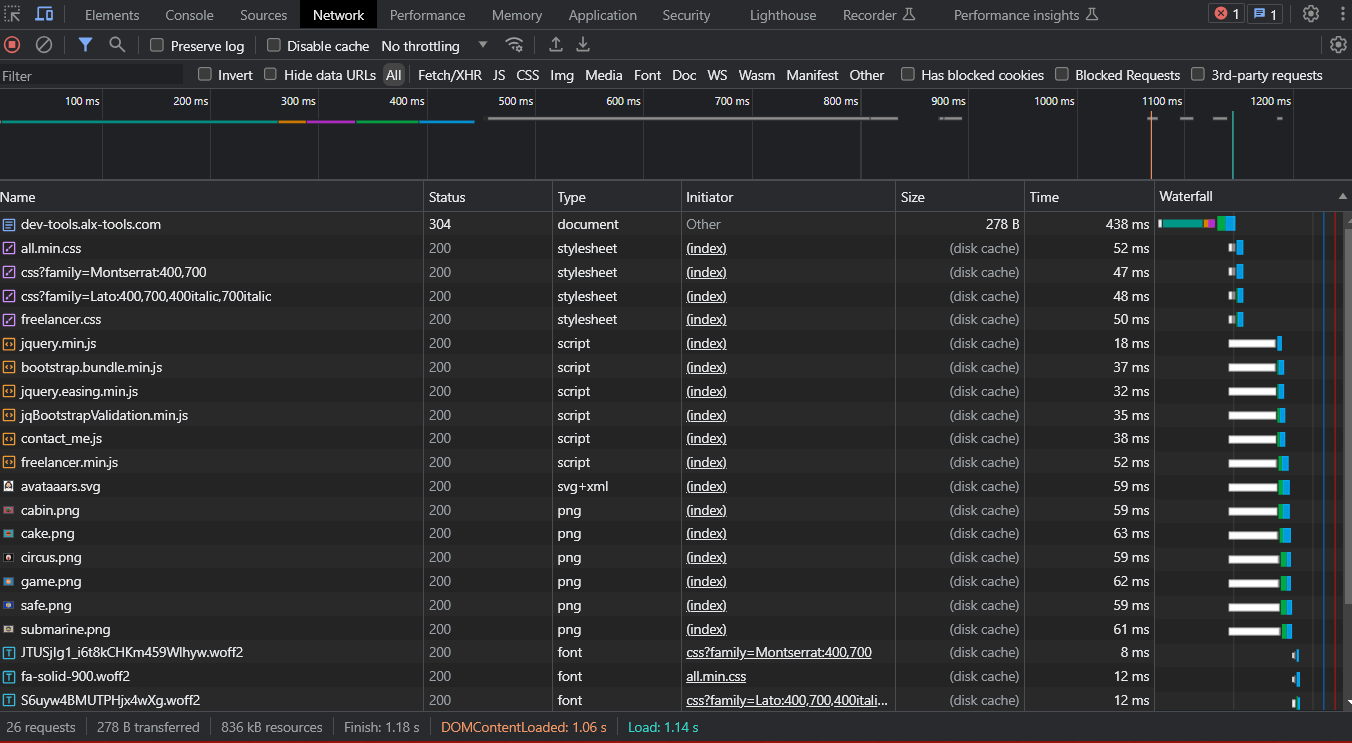 Elements Console Sources Network Performance Memory Application Security Lighthouse Recorder Performance insights 1 1
Preserve log Disable cache No throttling
Filter Invert Hide data URLs All Fetch/XHR JS CSS Img Media Font Doc WS Wasm Manifest Other Has blocked cookies Blocked Requests 3rd-party requests
100 ms 200 ms 300 ms 400 ms 500 ms 600 ms 700 ms 800 ms 900 ms 1000 ms 1100 ms 1200 ms
Name Status Type Initiator Size Time Waterfall
dev-tools.alx-tools.com 304 document Other 278 B 438 ms
all.min.css 200 stylesheet (index) (disk cache) 52 ms
css?family=Montserrat:400,700 200 stylesheet (index) (disk cache) 47 ms
css?family=Lato:400,700,400italic,700italic 200 stylesheet (index) (disk cache) 48 ms
freelancer.css 200 stylesheet (index) (disk cache) 50 ms
jquery.min.js 200 script (index) (disk cache) 18 ms
bootstrap.bundle.min.js 200 script (index) (disk cache) 37 ms
jquery.easing.min.js 200 script (index) (disk cache) 32 ms
jqBootstrapValidation.min.js 200 script (index) (disk cache) 35 ms
contact_me.js 200 script (index) (disk cache) 38 ms
freelancer.min.js 200 script (index) (disk cache) 52 ms
avataaars.svg 200 svg+xml (index) (disk cache) 59 ms
cabin.png 200 png (index) (disk cache) 59 ms
cake.png 200 png (index) (disk cache) 63 ms
circus.png 200 png (index) (disk cache) 59 ms
game.png 200 png (index) (disk cache) 62 ms
safe.png 200 png (index) (disk cache) 59 ms
submarine.png 200 png (index) (disk cache) 61 ms
JTUSjIg1_i6t8kCHKm459Wlhyw.woff2 200 font css?family=Montserrat:400,700 (disk cache) 8 ms
fa-solid-900.woff2 200 font all.min.css (disk cache) 12 ms
S6uyw4BMUTPHjx4wXg.woff2 200 font css?family=Lato:400,700,400itali... (disk cache) 12 ms
26 requests 278 B transferred 836 kB resources Finish: 1.18 s DOMContentLoaded: 1.06 s Load: 1.14 s